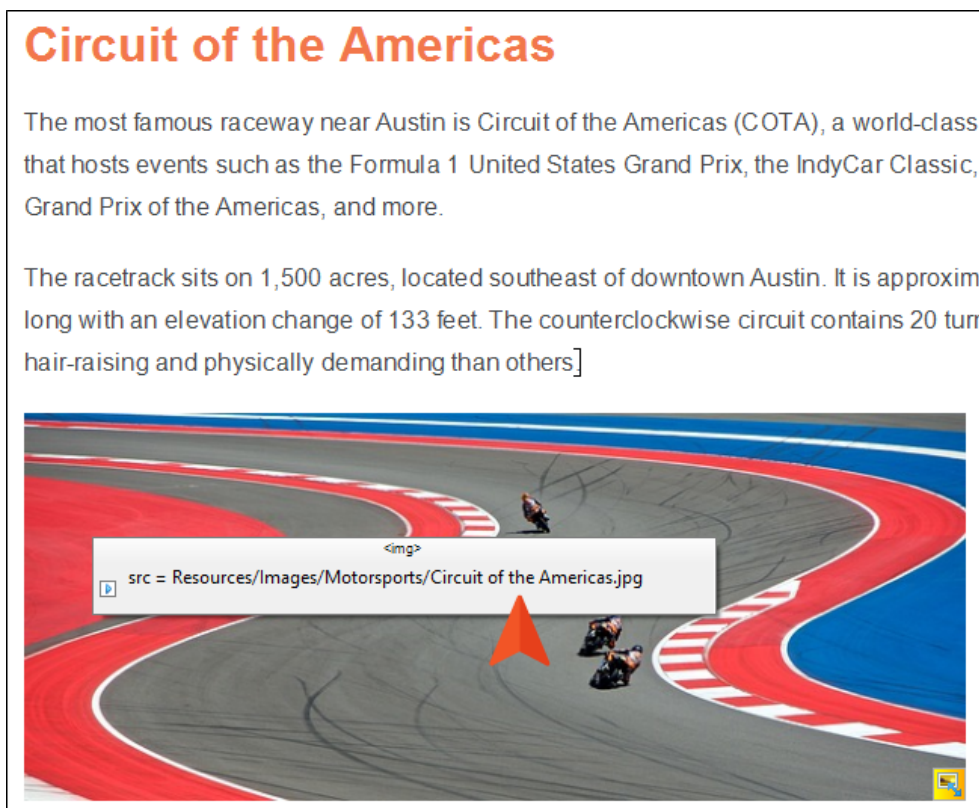 Circuit of the Americas
The most famous raceway near Austin is Circuit of the Americas (COTA), a world-class
that hosts events such as the Formula 1 United States Grand Prix, the IndyCar Classic,
Grand Prix of the Americas, and more.
The racetrack sits on 1,500 acres, located southeast of downtown Austin. It is approxim
long with an elevation change of 133 feet. The counterclockwise circuit contains 20 turn
hair-raising and physically demanding than others
<img>
src = Resources/Images/Motorsports/Circuit of the Americas.jpg